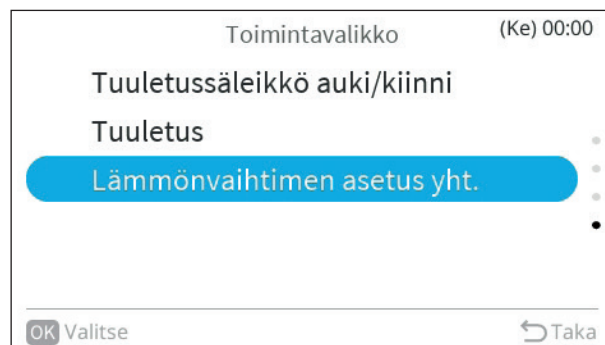 Toimintavalikko
(Ke) 00:00
Tuuletussäleikkö auki/kiinni
Tuuletus
Lämmönvaihtimen asetus yht.
OK Valitse
Taka